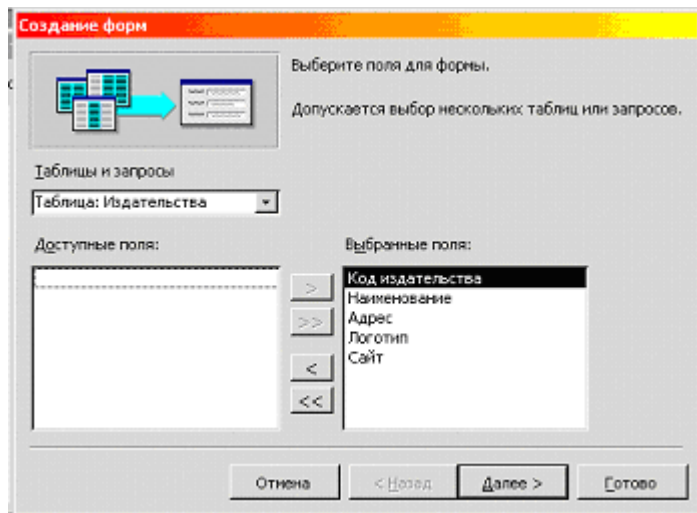 Создание форм
Выберите поля для формы.
Допускается выбор нескольких таблиц или запросов.
Таблицы и запросы
Таблица: Издательства
Доступные поля:
Выбранные поля:
>
>>
<
<<
Код издательства
Наименование
Адрес
Логотип
Сайт
Отмена
< Назад
Далее >
Готово